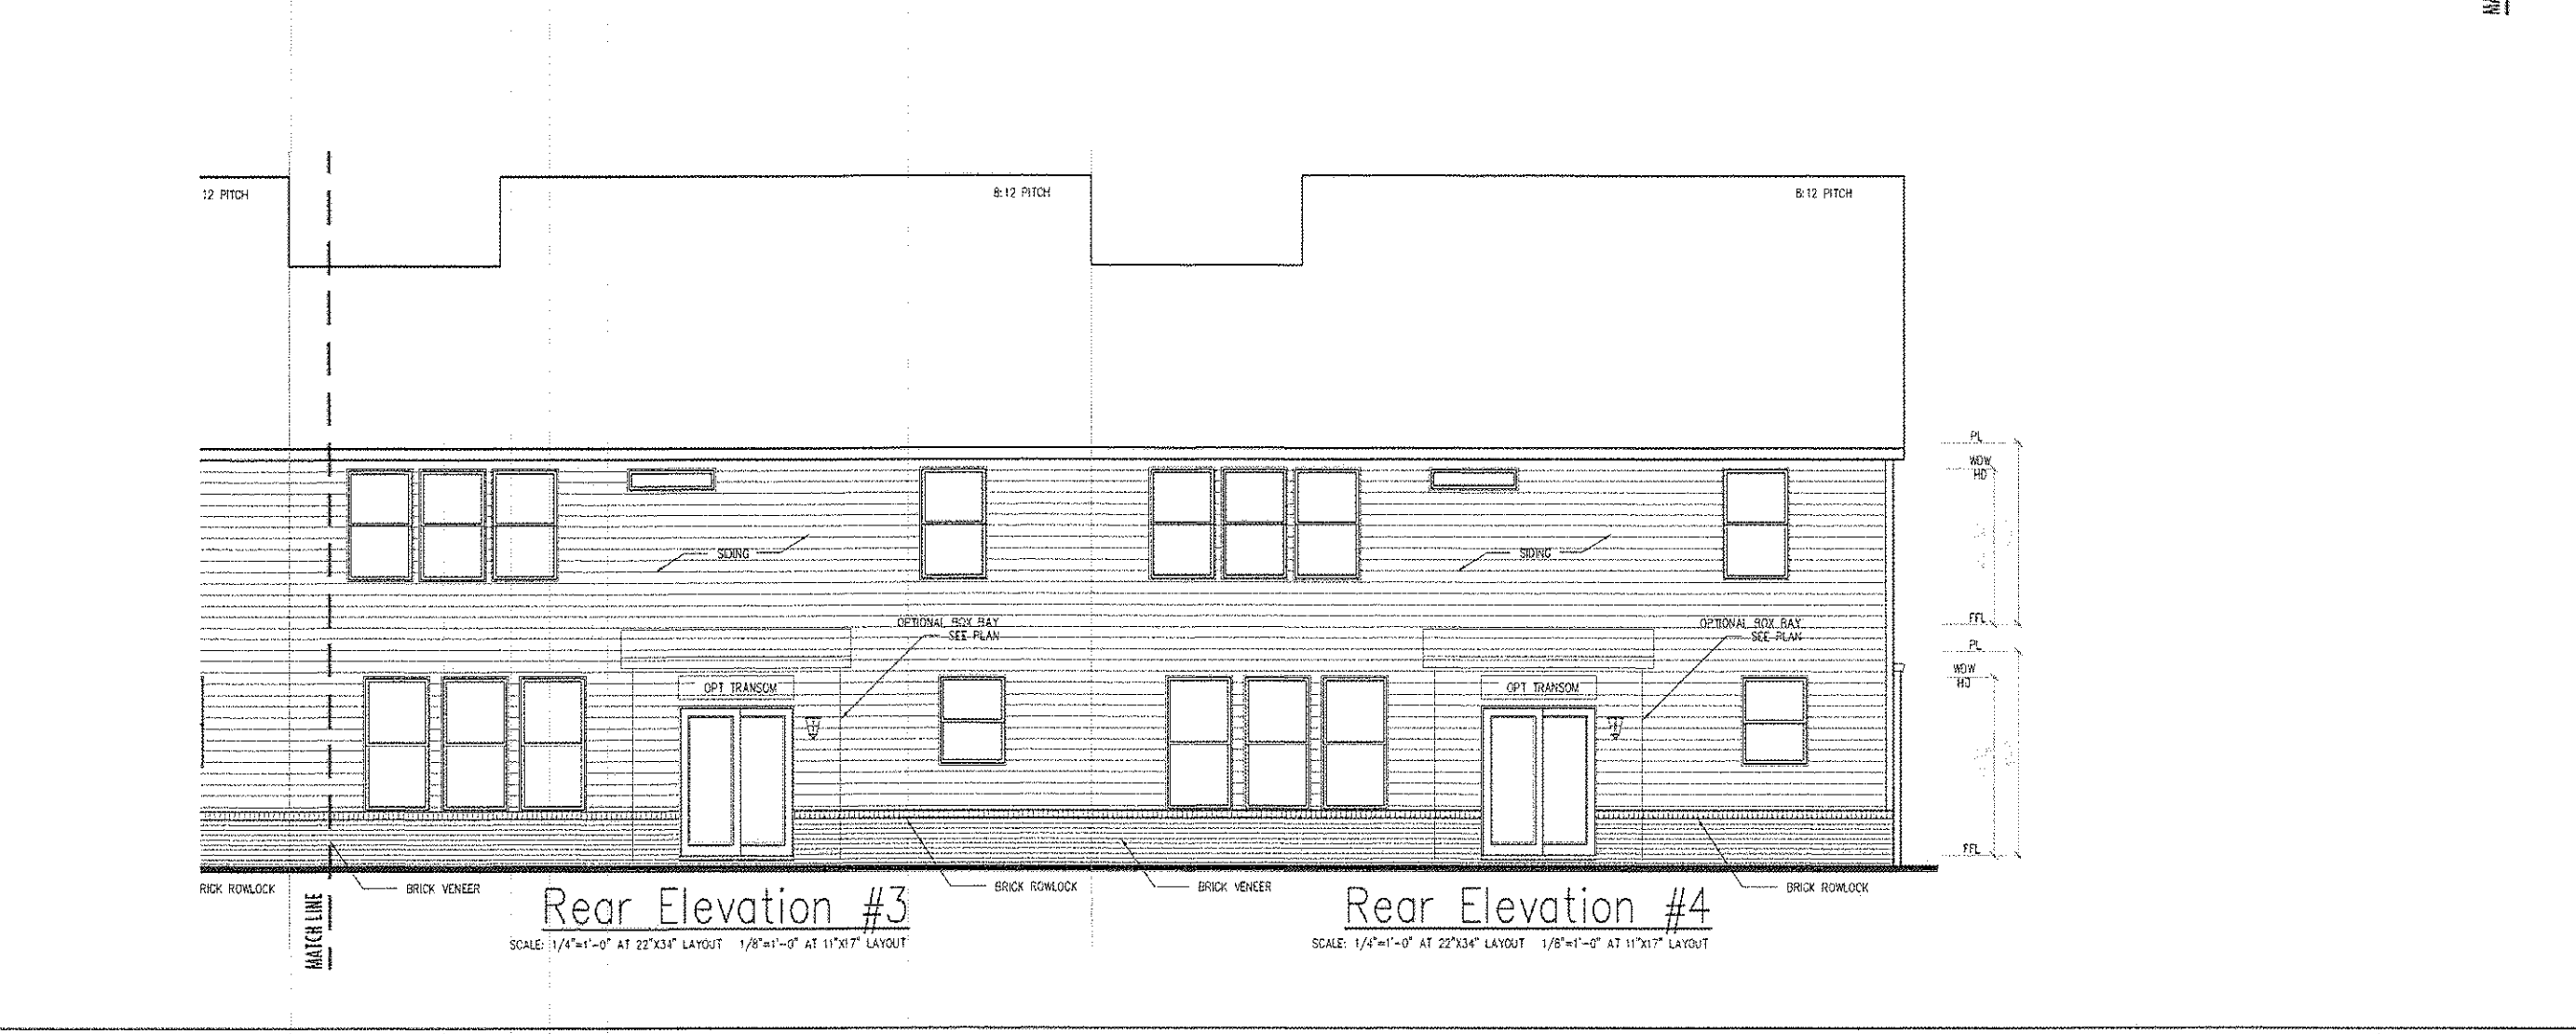 12 PITCH
8:12 PITCH
8:12 PITCH
PL
WDW
HD
SIDING
SIDING
FFL
OPTIONAL BOX BAY
SEE PLAN
OPTIONAL BOX BAY
SEE PLAN
PL
WDW
HD
OPT TRANSOM
OPT TRANSOM
FFL
RICK ROWLOCK
MATCH LINE
BRICK VENEER
BRICK ROWLOCK
BRICK VENEER
BRICK ROWLOCK
Rear Elevation #3
SCALE: 1/4"=1'-0" AT 22"X34" LAYOUT 1/8"=1'-0" AT 11"X17" LAYOUT
Rear Elevation #4
SCALE: 1/4"=1'-0" AT 22"X34" LAYOUT 1/8"=1'-0" AT 11"X17" LAYOUT